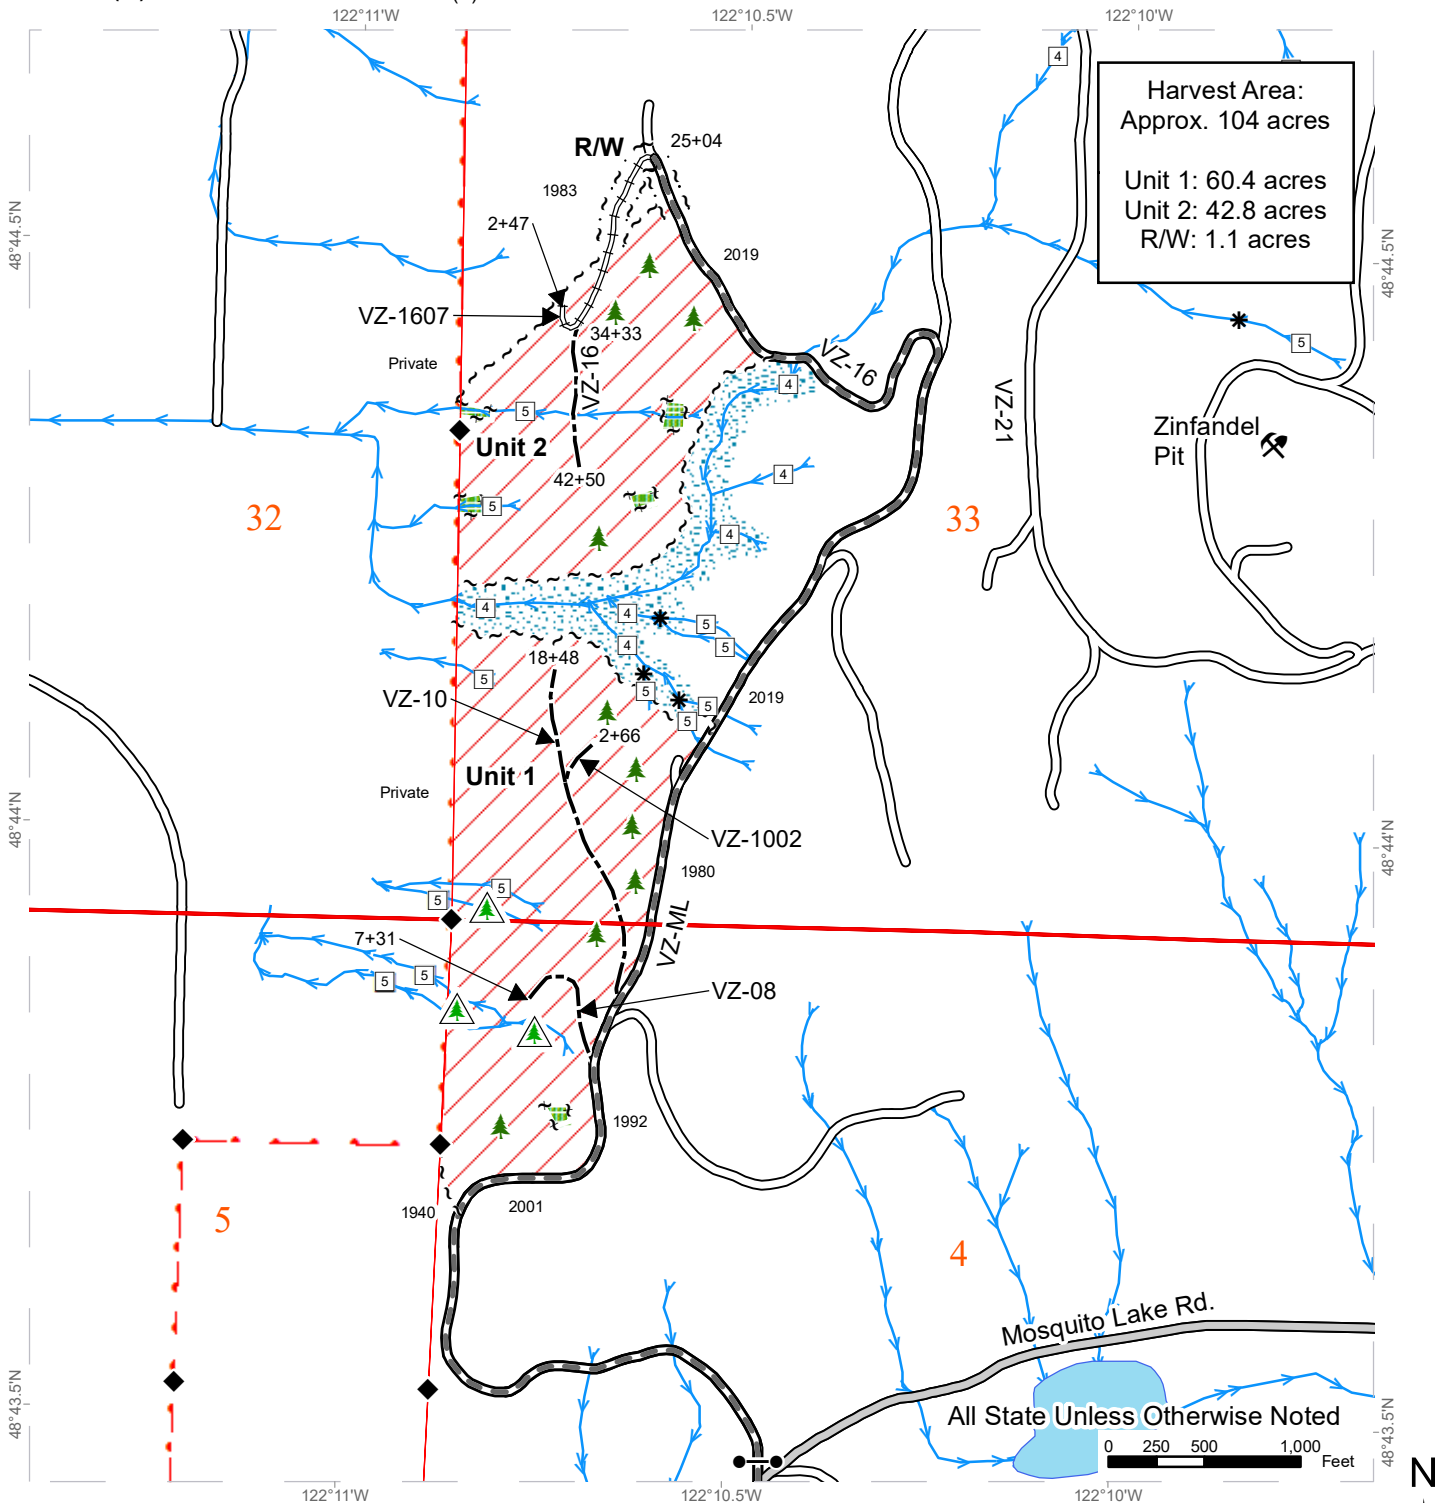 122°11'W
122°10.5'W
122°10'W
4
Harvest Area:
Approx. 104 acres
Unit 1: 60.4 acres
Unit 2: 42.8 acres
R/W: 1.1 acres
25+04
R/W
1983
2+47
48°44.5'N
48°44.5'N
2019
VZ-1607
34+33
5
VZ-16
VZ-16
Private
4
VZ-21
5
Unit 2
Zinfandel
Pit
42+50
4
5
32
33
4
4
4
5
4
5
18+48
5
5
VZ-10
2019
5
5
2+66
Unit 1
Private
48°44'N
48°44'N
VZ-1002
1980
5
5
VZ-ML
7+31
5
5
VZ-08
1992
1940
2001
5
4
Mosquito Lake Rd.
48°43.5'N
48°43.5'N
All State Unless Otherwise Noted
0 250 500 1,000
Feet
N
122°11'W
122°10.5'W
122°10'W